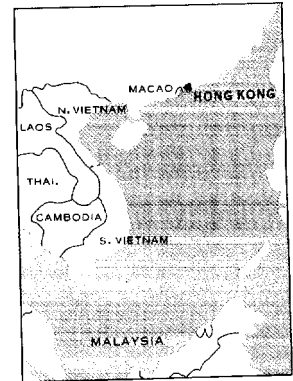 MACAO
HONG KONG
N. VIETNAM
LAOS
THAI.
CAMBODIA
S. VIETNAM
MALAYSIA